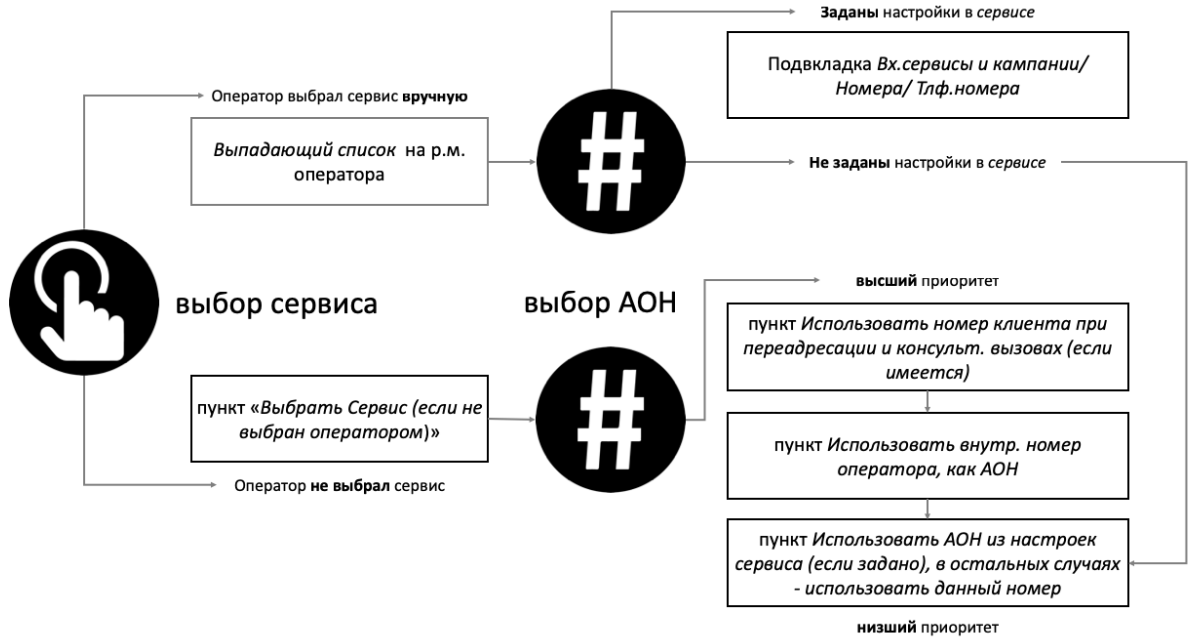 Заданы настройки в сервисе
Подвкладка Вх.сервисы и кампании/
Номера/ Тлф.номера
Оператор выбрал сервис вручную
Выпадающий список на р.м.
оператора
#
Не заданы настройки в сервисе
выбор сервиса
выбор АОН
высший приоритет
пункт Использовать номер клиента при
переадресации и консульт. вызовах (если
имеется)
пункт «Выбрать Сервис (если не
выбран оператором)»
#
Оператор не выбрал сервис
пункт Использовать внутр. номер
оператора, как АОН
пункт Использовать АОН из настроек
сервиса (если задано), в остальных случаях
- использовать данный номер
низший приоритет